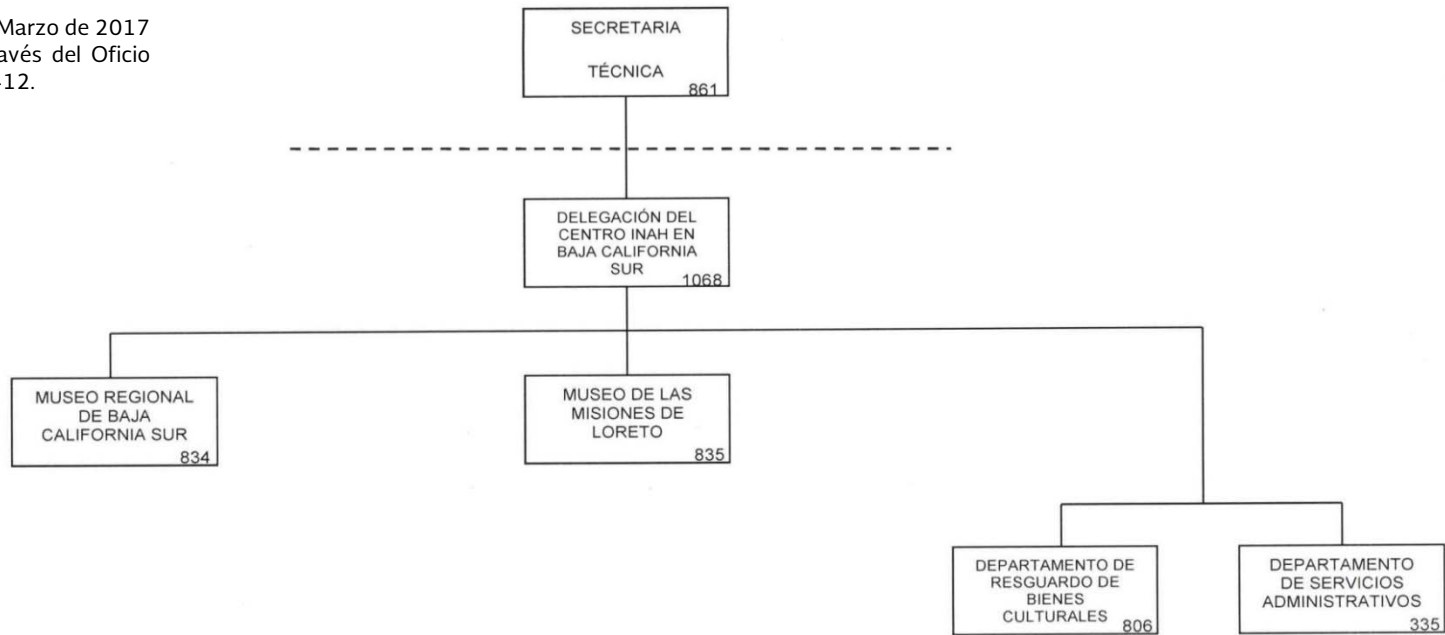 Marzo de 2017
avés del Oficio
412.
SECRETARIA
TÉCNICA
861
DELEGACIÓN DEL
CENTRO INAH EN
BAJA CALIFORNIA
SUR
1068
MUSEO REGIONAL
DE BAJA
CALIFORNIA SUR
834
MUSEO DE LAS
MISIONES DE
LORETO
835
DEPARTAMENTO DE
RESGUARDO DE
BIENES
CULTURALES
806
DEPARTAMENTO
DE SERVICIOS
ADMINISTRATIVOS
335